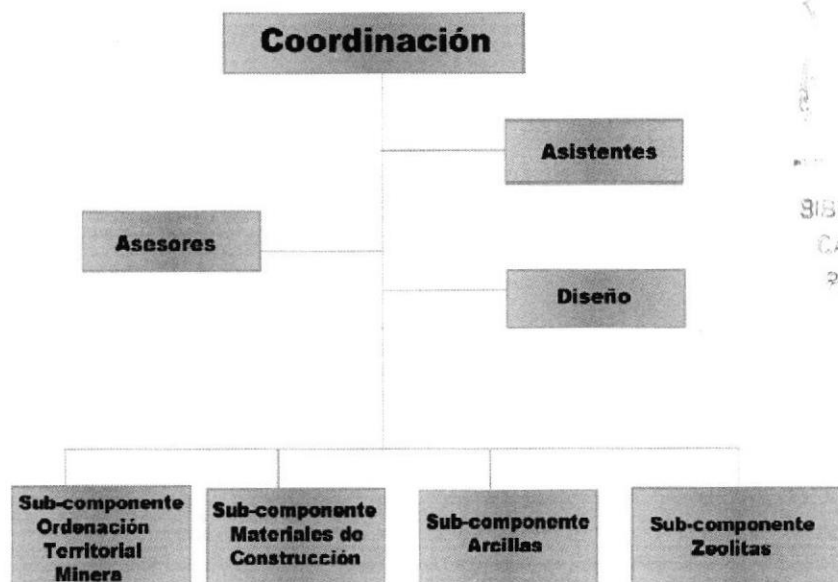 Coordinación
Asistentes
Asesores
Diseño
Sub-componente
Ordenación
Territorial
Minera
Sub-componente
Materiales de
Construcción
Sub-componente
Arcillas
Sub-componente
Zeolitas